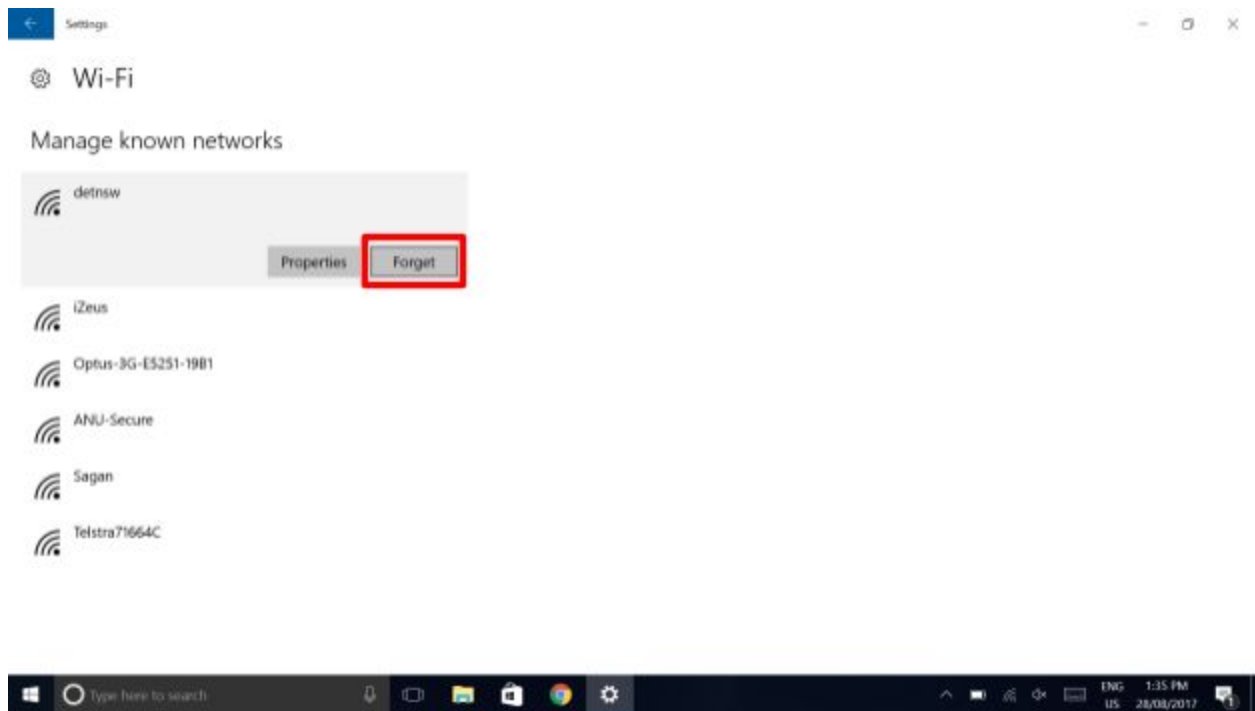 Settings
Wi-Fi
Manage known networks
detnsw
Properties Forget
iZeus
Optus-3G-E5251-19B1
ANU-Secure
Sagan
Telstra71664C
Type here to search
ENG 1:35 PM
US 28/08/2017
1